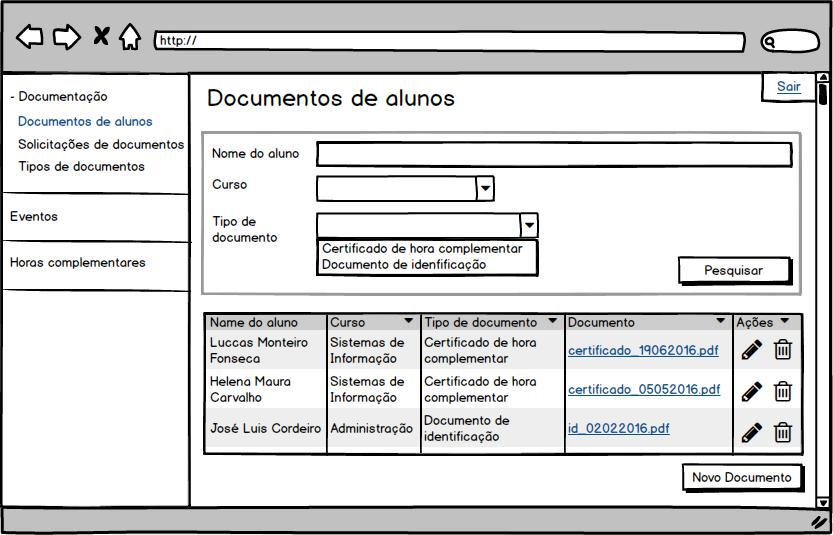 http://
Sair
- Documentação
Documentos de alunos
Solicitações de documentos
Tipos de documentos
Eventos
Horas complementares
Documentos de alunos
Nome do aluno
Curso
Tipo de
documento
Certificado de hora complementar
Documento de idenfificação
Pesquisar
Nome do aluno Curso Tipo de documento Documento Ações
Luccas Monteiro
Fonseca
Sistemas de
Informação
Certificado de hora
complementar
certificado_19062016.pdf
Helena Maura
Carvalho
Sistemas de
Informação
Certificado de hora
complementar
certificado_05052016.pdf
José Luis Cordeiro
Administração
Documento de
identificação
id_02022016.pdf
Novo Documento